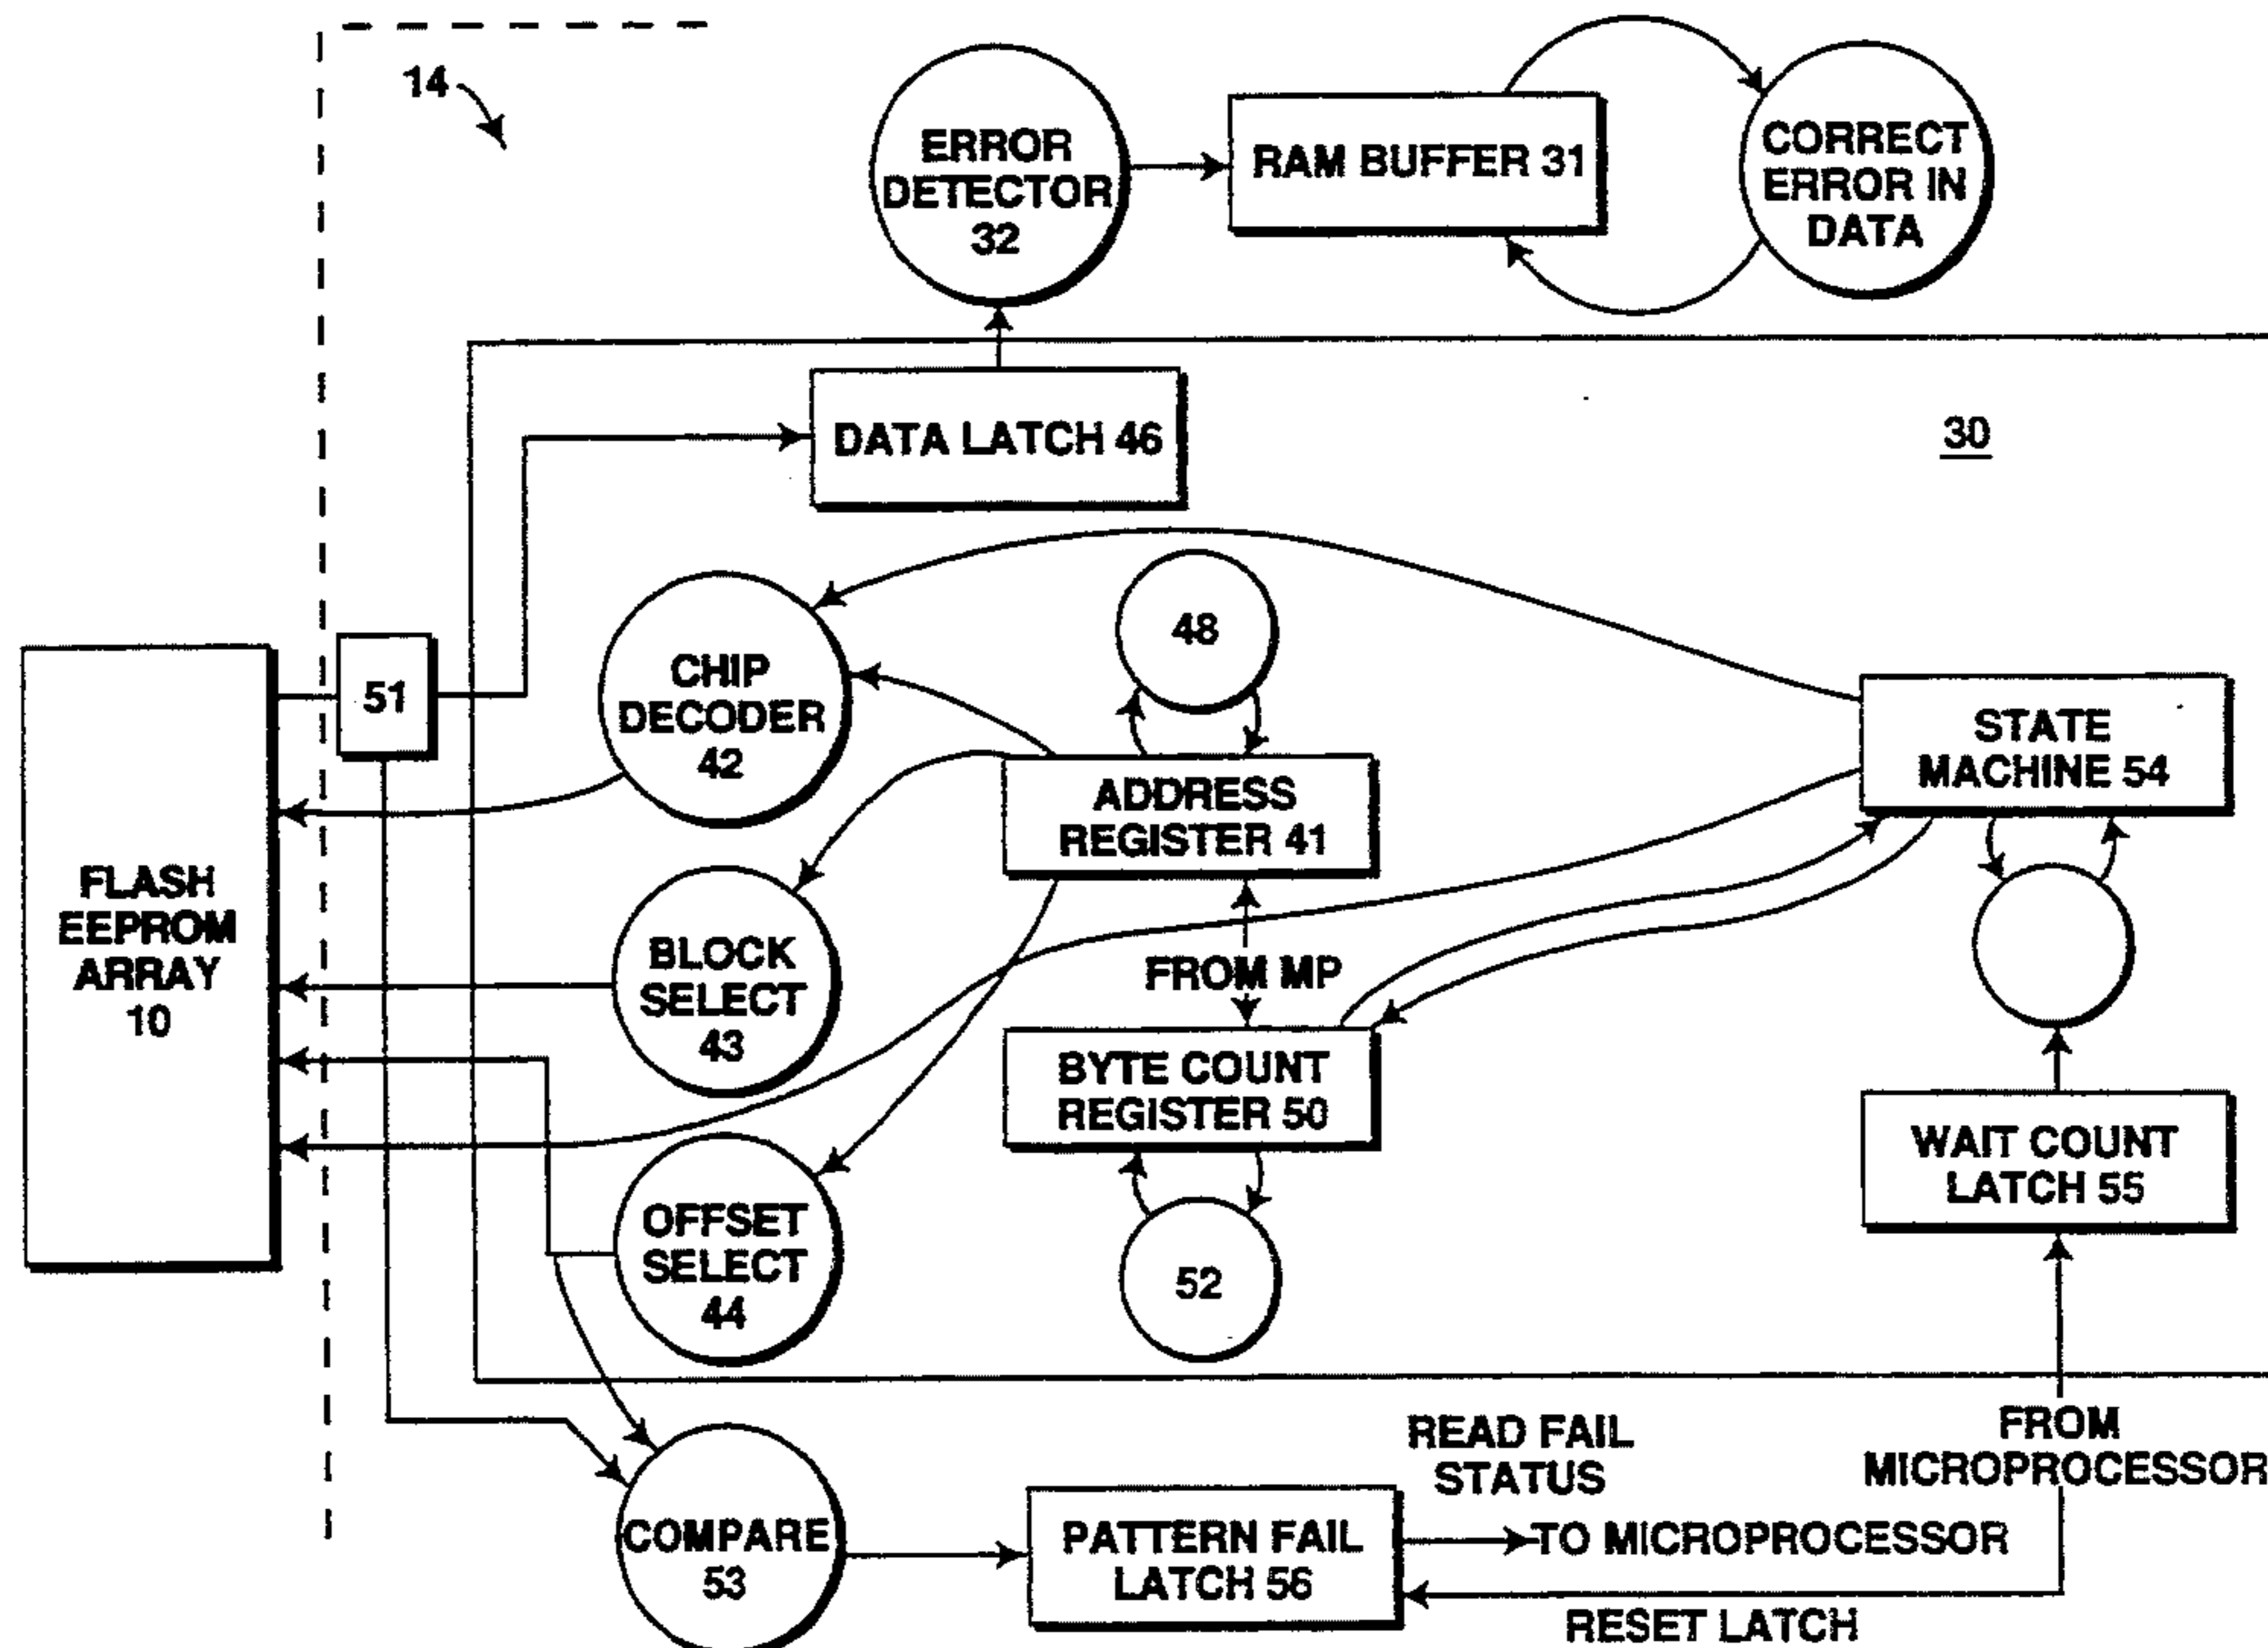 14
ERROR
DETECTOR
32
RAM BUFFER 31
CORRECT
ERROR IN
DATA
DATA LATCH 46
30
48
CHIP
DECODER
42
51
STATE
MACHINE 54
ADDRESS
REGISTER 41
FLASH
EEPROM
ARRAY
10
BLOCK
SELECT
43
FROM MP
BYTE COUNT
REGISTER 50
WAIT COUNT
LATCH 55
OFFSET
SELECT
44
52
READ FAIL
STATUS
FROM
MICROPROCESSOR
COMPARE
53
PATTERN FAIL
LATCH 56
TO MICROPROCESSOR
RESET LATCH